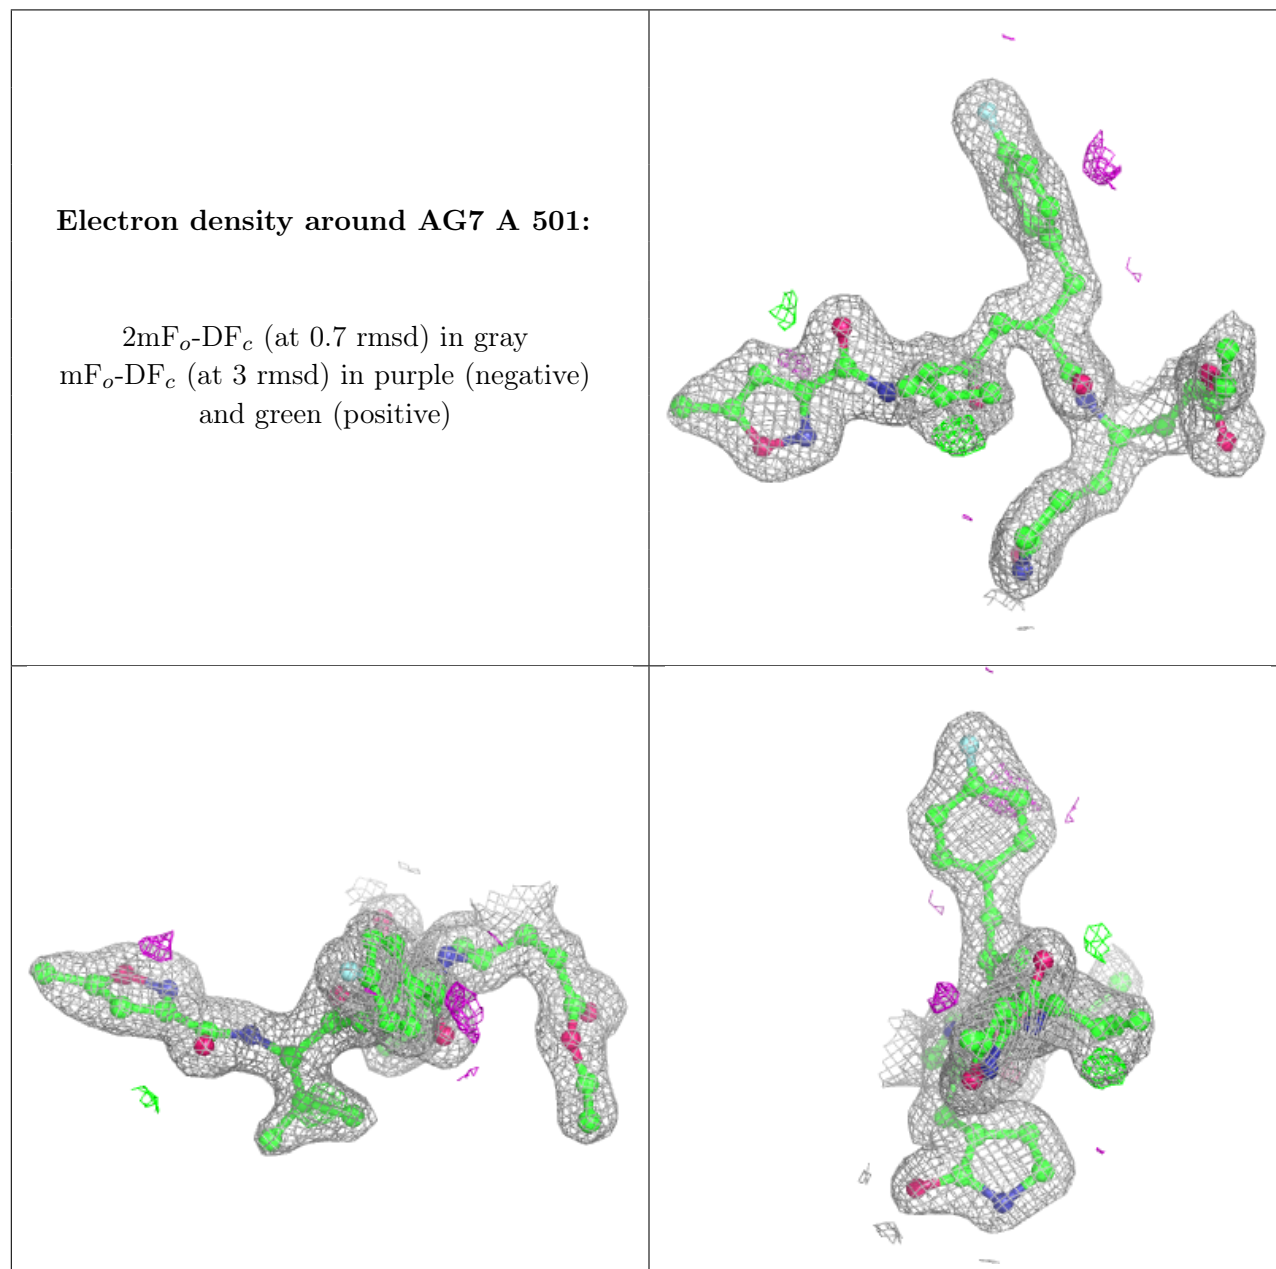 Electron density around AG7 A 501:
2mFₒ-DF𝒸 (at 0.7 rmsd) in gray
mFₒ-DF𝒸 (at 3 rmsd) in purple (negative)
and green (positive)